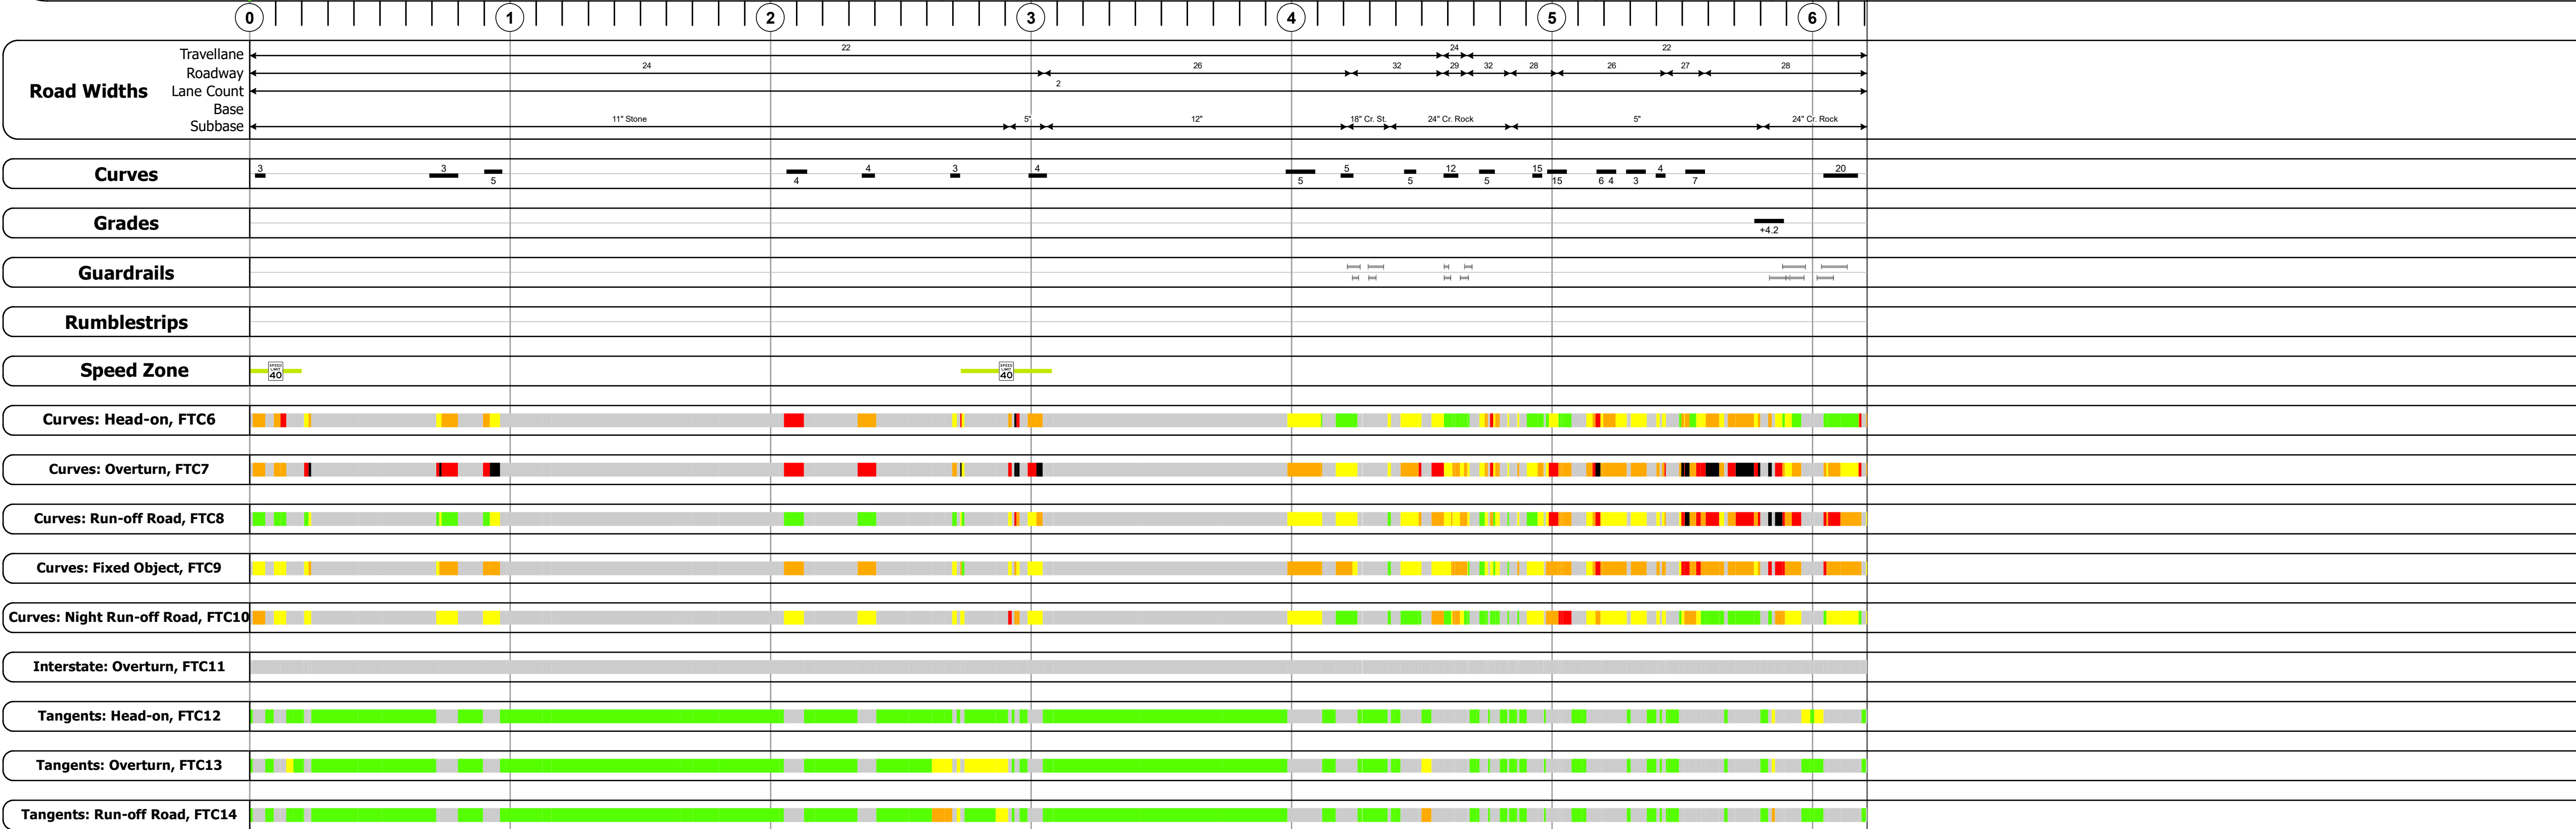 0 1 2 3 4 5 6
Road Widths
Travellane 22 24 22
Roadway 24 26 32 29 32 28 26 27 28
Lane Count 2
Base
Subbase 11" Stone 5" 12" 18" Cr. St. 24" Cr. Rock 5" 24" Cr. Rock
Curves
3 3 4 3 4 5 12 15 4 20
5 4 5 5 5 15 6 4 3 7
Grades
+4.2
Guardrails
Rumblestrips
Speed Zone
SPEED LIMIT 40 SPEED LIMIT 40
Curves: Head-on, FTC6
Curves: Overturn, FTC7
Curves: Run-off Road, FTC8
Curves: Fixed Object, FTC9
Curves: Night Run-off Road, FTC10
Interstate: Overturn, FTC11
Tangents: Head-on, FTC12
Tangents: Overturn, FTC13
Tangents: Run-off Road, FTC14